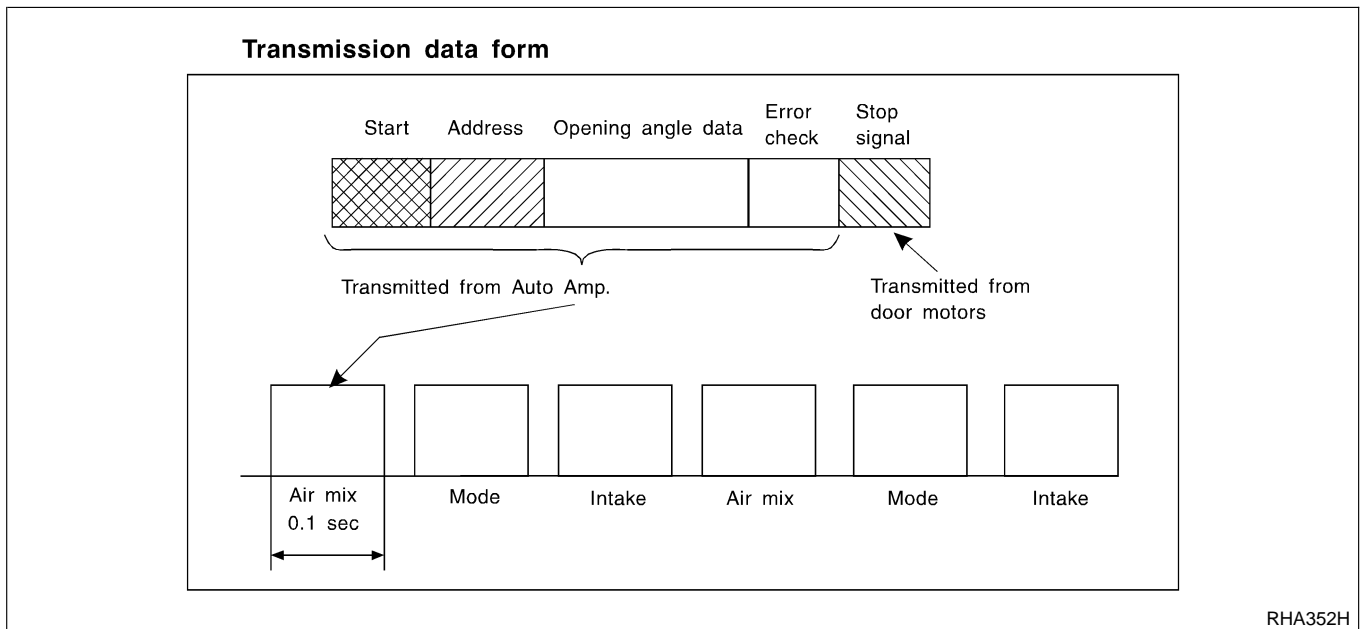 Transmission data form
Start
Address
Opening angle data
Error
check
Stop
signal
Transmitted from Auto Amp.
Transmitted from
door motors
Air mix
0.1 sec
Mode
Intake
Air mix
Mode
Intake
RHA352H